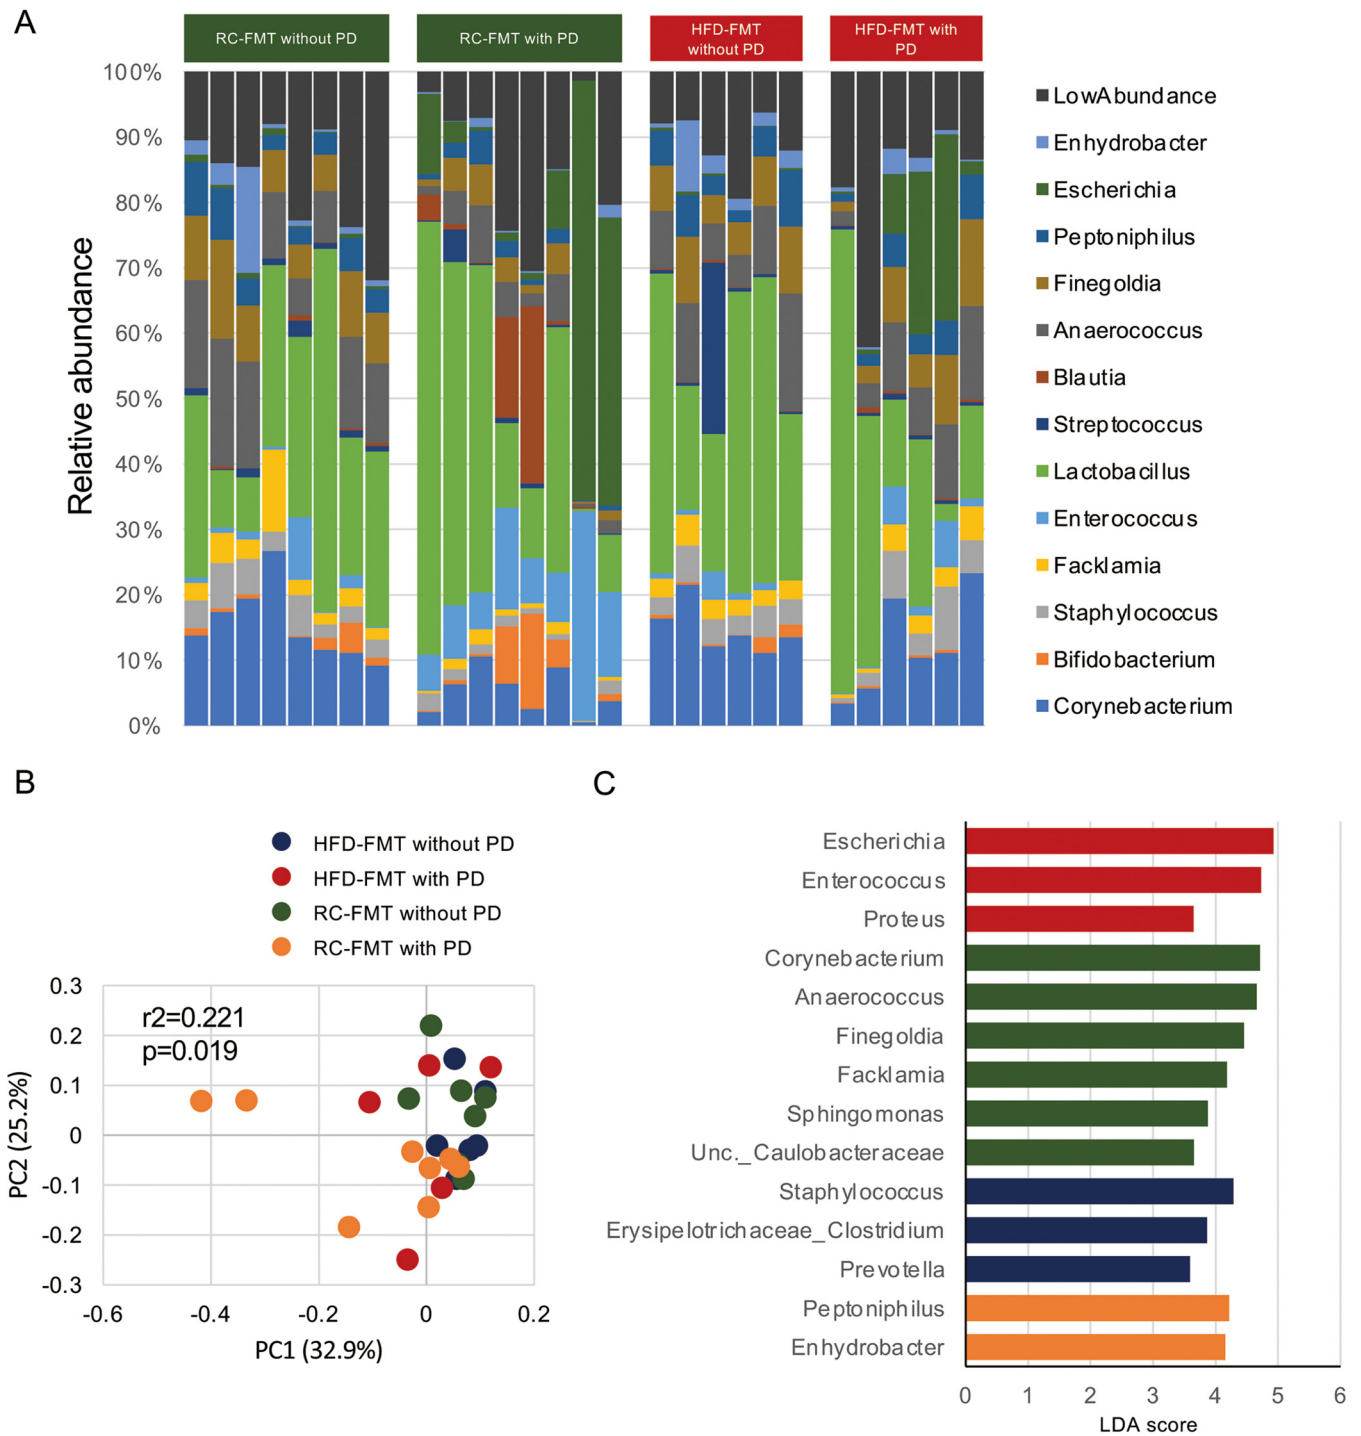 A
RC-FMT without PD
RC-FMT with PD
HFD-FMT
without PD
HFD-FMT with
PD
Relative abundance
100%
90%
80%
70%
60%
50%
40%
30%
20%
10%
0%
LowAbundance
Enhydrobacter
Escherichia
Peptoniphilus
Finegoldia
Anaerococcus
Blautia
Streptococcus
Lactobacillus
Enterococcus
Facklamia
Staphylococcus
Bifidobacterium
Corynebacterium
B
HFD-FMT without PD
HFD-FMT with PD
RC-FMT without PD
RC-FMT with PD
r2=0.221
p=0.019
PC2 (25.2%)
0.3
0.2
0.1
0
-0.1
-0.2
-0.3
-0.6 -0.4 -0.2 0 0.2
PC1 (32.9%)
C
Escherichia
Enterococcus
Proteus
Corynebacterium
Anaerococcus
Finegoldia
Facklamia
Sphingomonas
Unc._Caulobacteraceae
Staphylococcus
Erysipelotrichaceae_Clostridium
Prevotella
Peptoniphilus
Enhydrobacter
0 1 2 3 4 5 6
LDA score